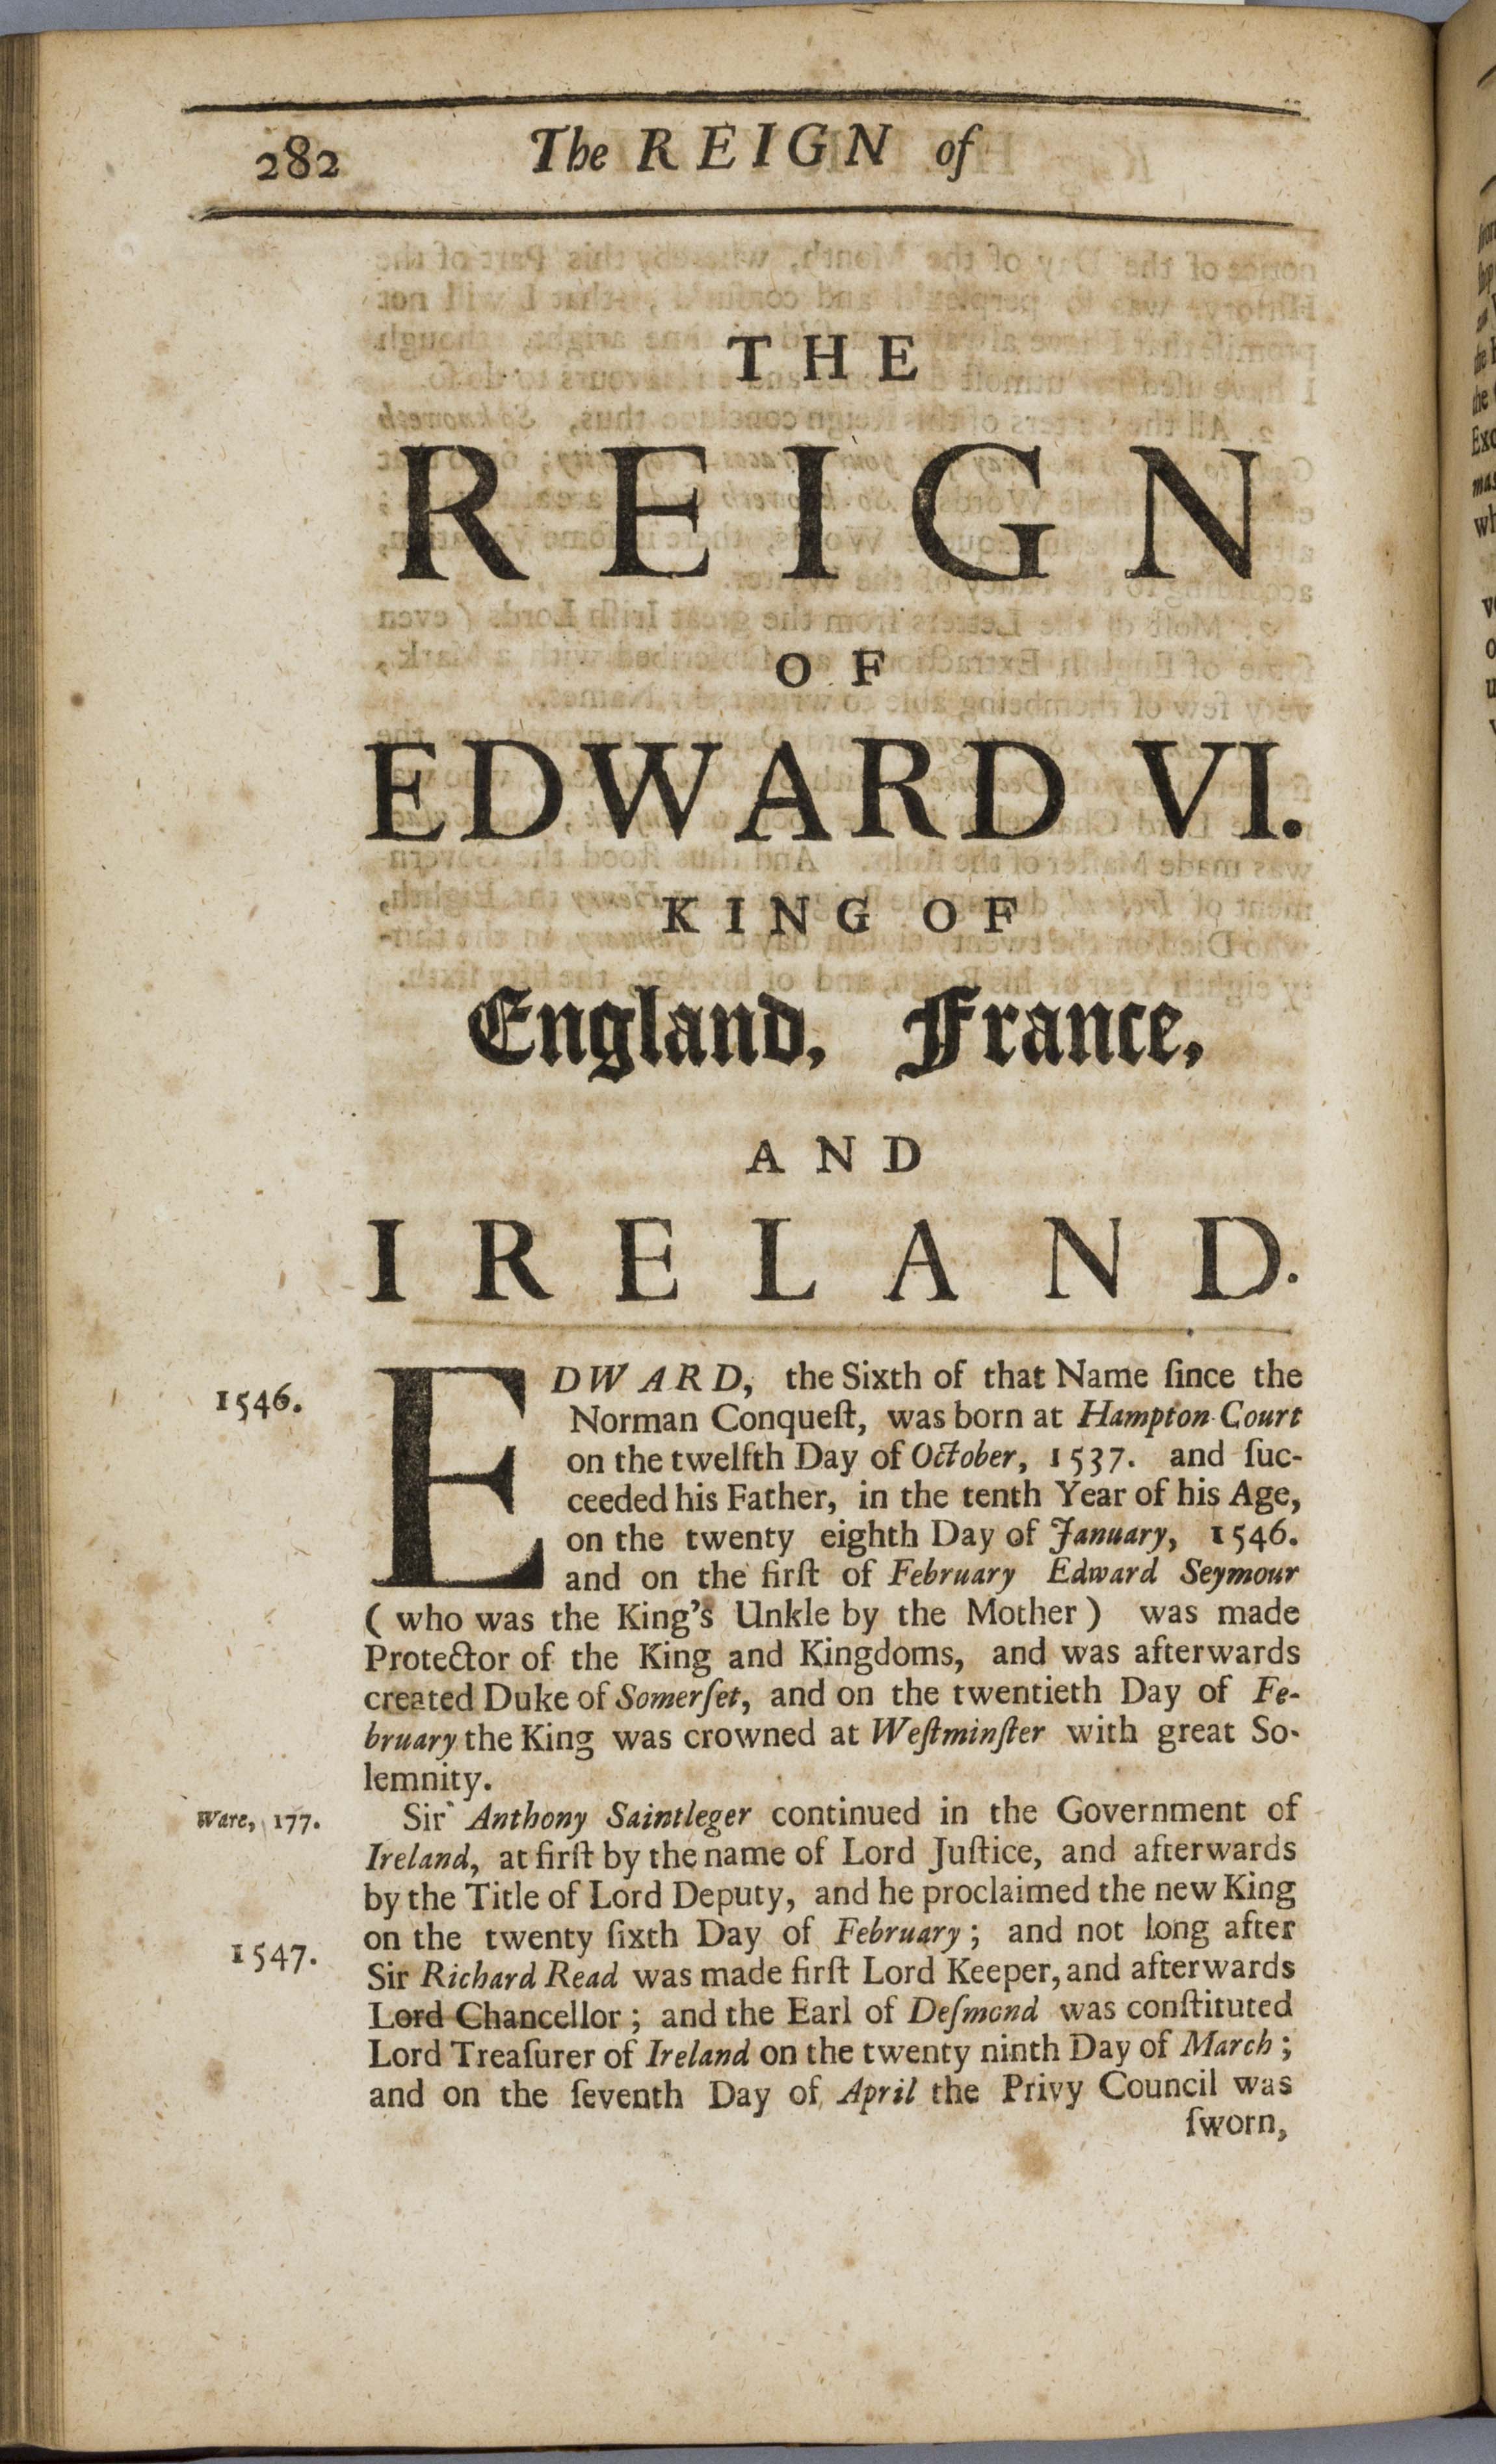 282
The REIGN of
THE
REIGN
OF
EDWARD VI.
KING OF
England, France,
AND
IRELAND.
1546.
EDWARD, the Sixth of that Name ſince the
Norman Conqueſt, was born at Hampton Court
on the twelfth Day of October, 1537. and ſuc-
ceeded his Father, in the tenth Year of his Age,
on the twenty eighth Day of January, 1546.
and on the firſt of February Edward Seymour
( who was the King's Unkle by the Mother ) was made
Protector of the King and Kingdoms, and was afterwards
created Duke of Somerſet, and on the twentieth Day of Fe-
bruary the King was crowned at Weſtminſter with great So-
lemnity.
Ware, 177.
Sir Anthony Saintleger continued in the Government of
Ireland, at firſt by the name of Lord Juſtice, and afterwards
by the Title of Lord Deputy, and he proclaimed the new King
on the twenty ſixth Day of February; and not long after
1547.
Sir Richard Read was made firſt Lord Keeper, and afterwards
Lord Chancellor; and the Earl of Deſmond was conſtituted
Lord Treaſurer of Ireland on the twenty ninth Day of March;
and on the ſeventh Day of April the Privy Council was
ſworn,